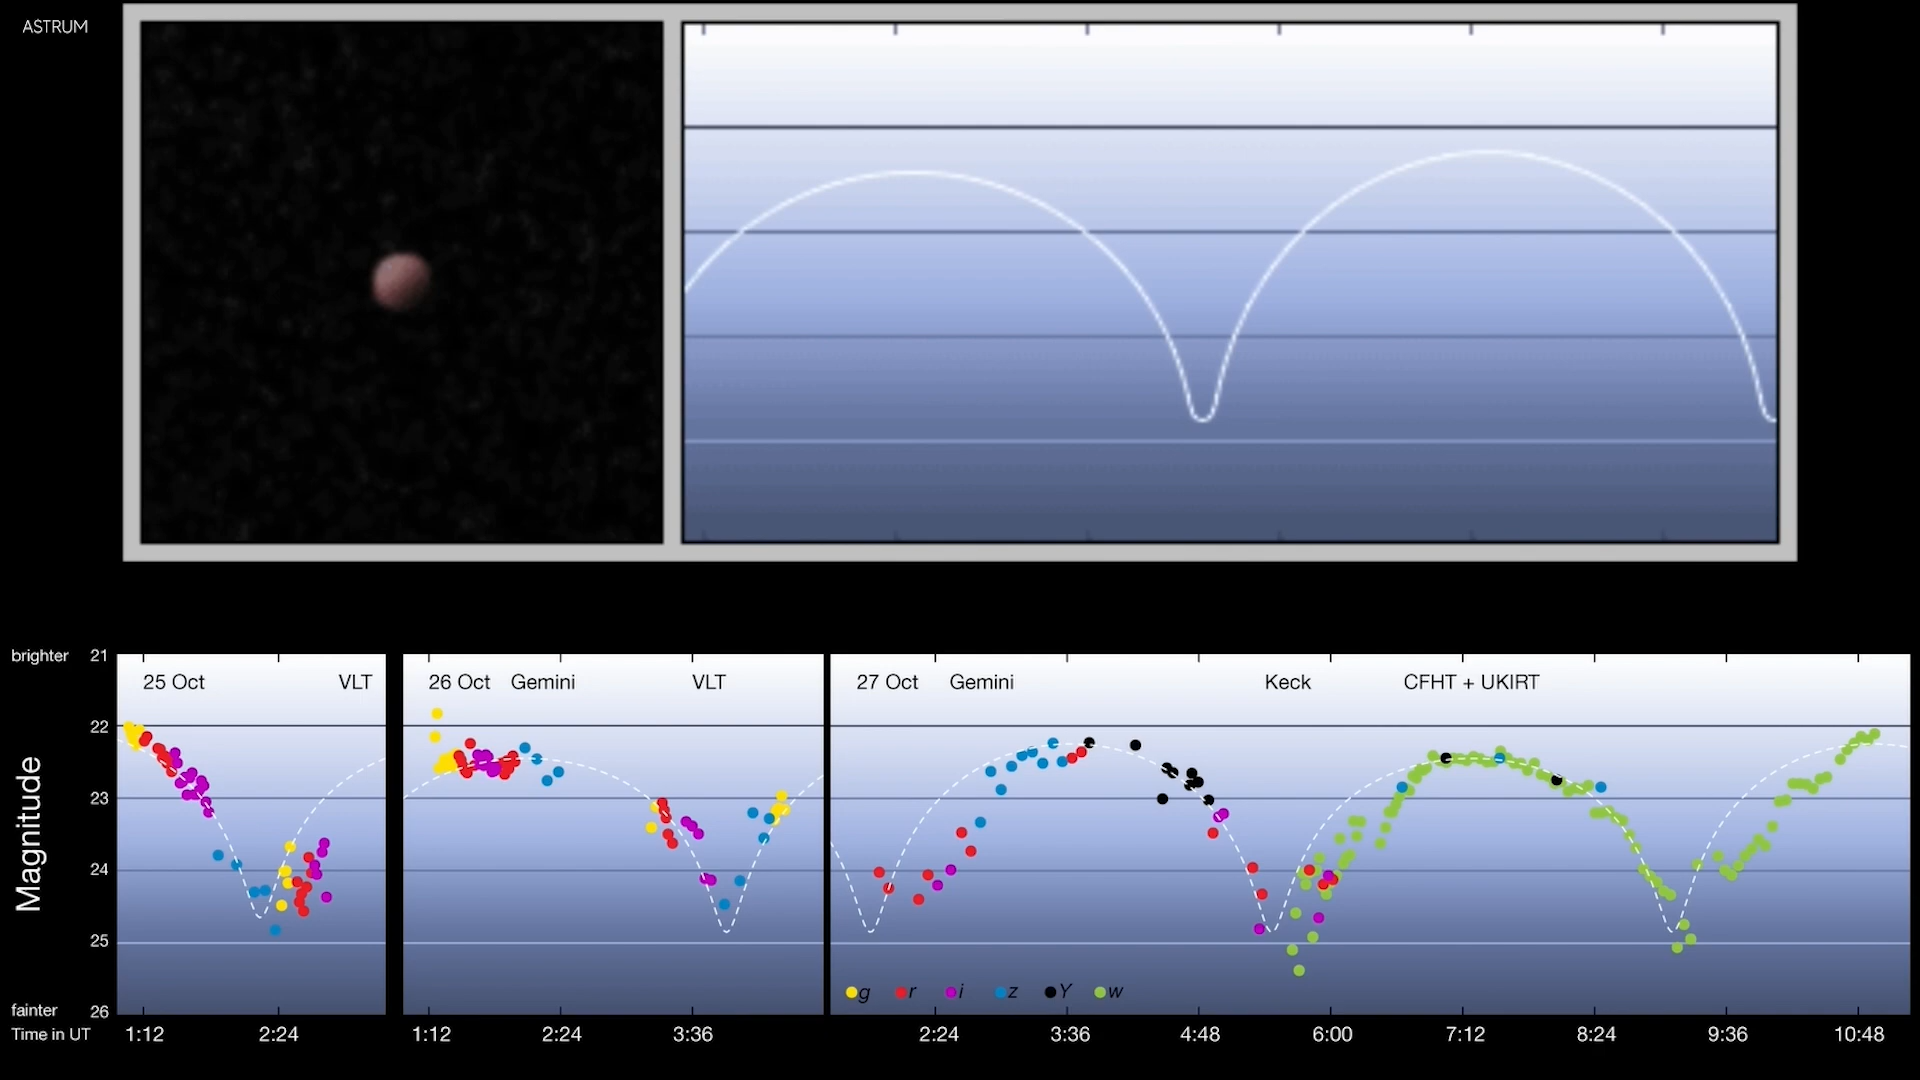 ASTRUM
brighter 21
25 Oct VLT
26 Oct Gemini VLT
27 Oct Gemini Keck CFHT + UKIRT
22
23
Magnitude
24
25
g r i z Y w
fainter 26
Time in UT 1:12 2:24 1:12 2:24 3:36 2:24 3:36 4:48 6:00 7:12 8:24 9:36 10:48